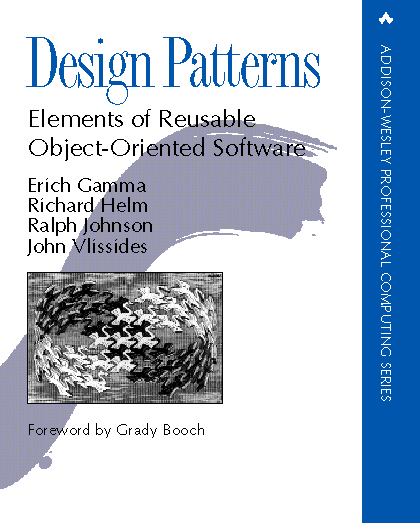 Design Patterns
Elements of Reusable
Object-Oriented Software
Erich Gamma
Richard Helm
Ralph Johnson
John Vlissides
Foreword by Grady Booch
ADDISON-WESLEY PROFESSIONAL COMPUTING SERIES